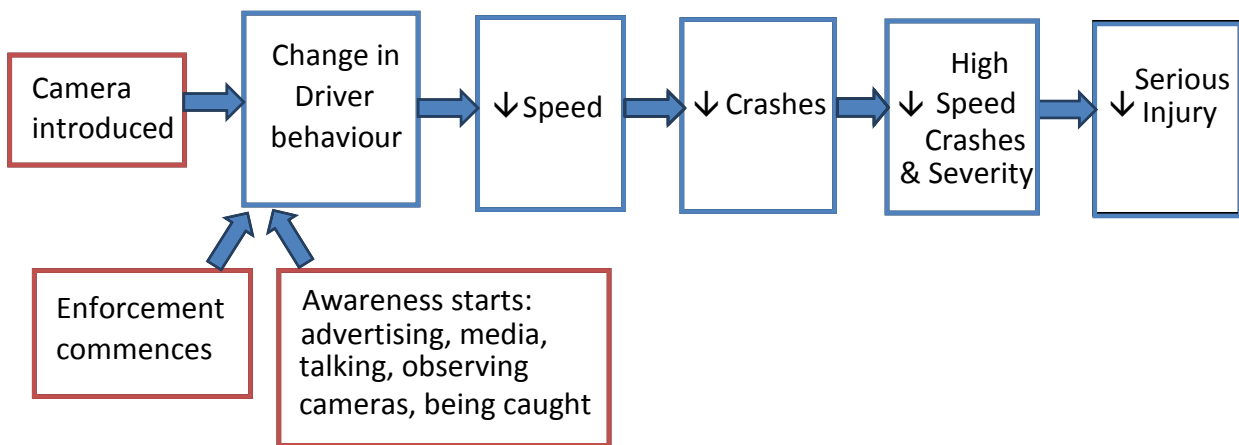 Camera
introduced
Change in
Driver
behaviour
↓ Speed
↓ Crashes
High
↓ Speed
Crashes
& Severity
Serious
↓ Injury
Enforcement
commences
Awareness starts:
advertising, media,
talking, observing
cameras, being caught